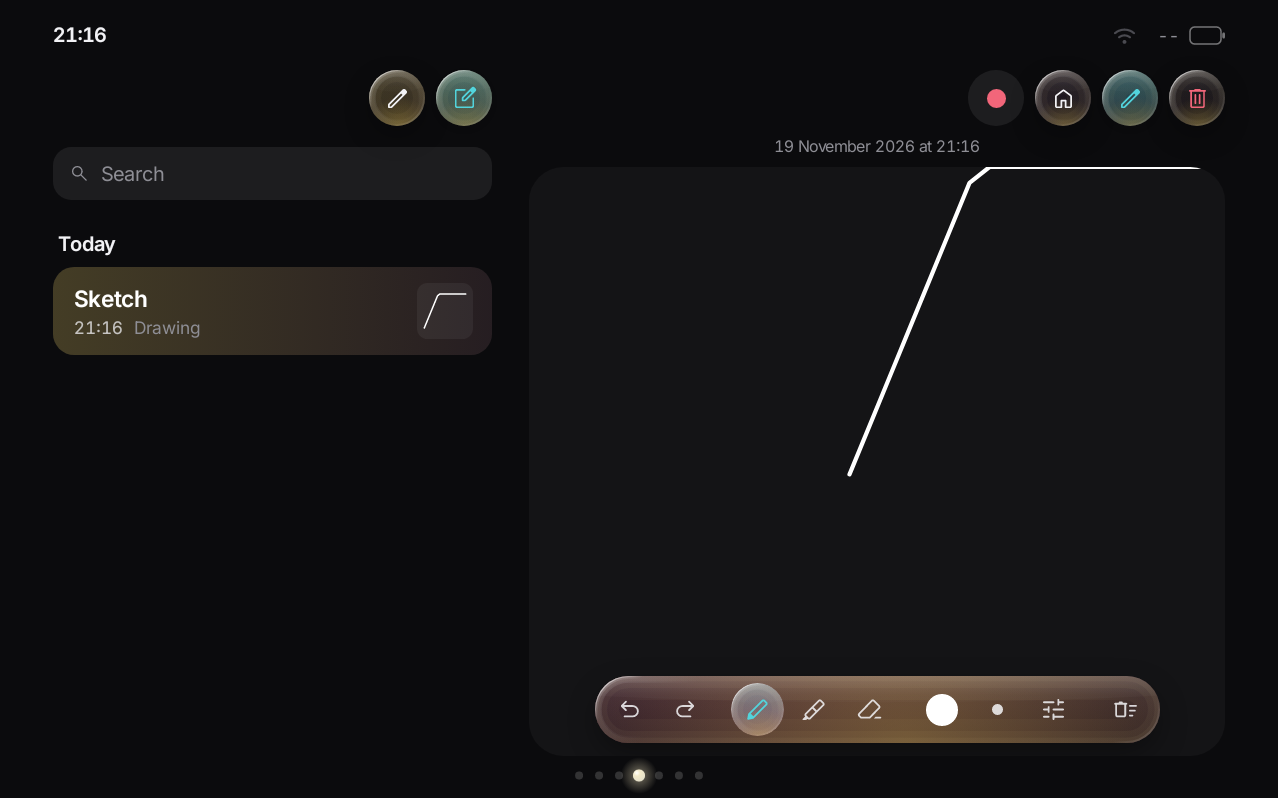 21:16
- -
Search
19 November 2026 at 21:16
Today
Sketch
21:16 Drawing